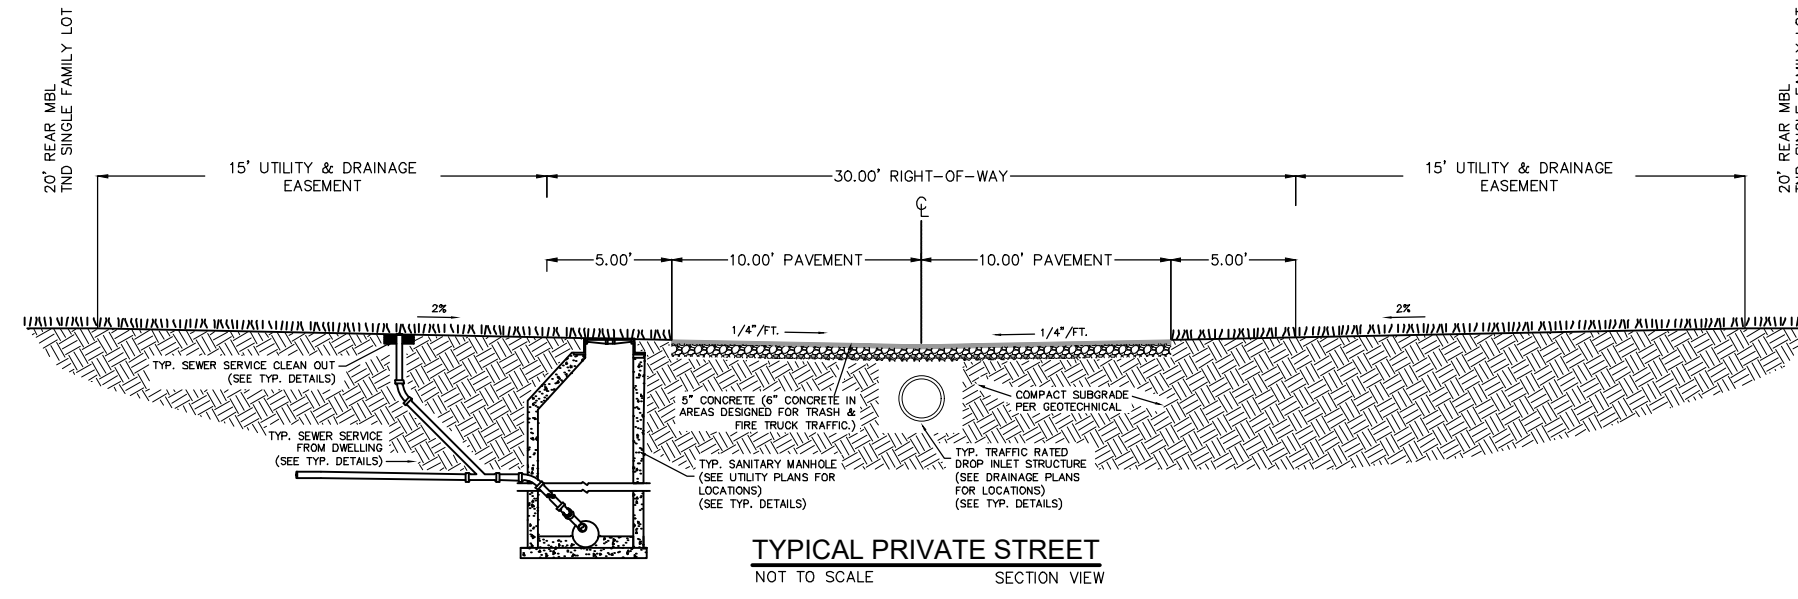 20' REAR MBL
TND SINGLE FAMILY LOT
15' UTILITY & DRAINAGE
EASEMENT
30.00' RIGHT-OF-WAY
15' UTILITY & DRAINAGE
EASEMENT
20' REAR MBL
TND SINGLE FAMILY LOT
℄
5.00'
10.00' PAVEMENT
10.00' PAVEMENT
5.00'
2%
1/4"/FT.
1/4"/FT.
2%
TYP. SEWER SERVICE CLEAN OUT
(SEE TYP. DETAILS)
5" CONCRETE (6" CONCRETE IN
AREAS DESIGNED FOR TRASH &
FIRE TRUCK TRAFFIC.)
COMPACT SUBGRADE
PER GEOTECHNICAL
TYP. SEWER SERVICE
FROM DWELLING
(SEE TYP. DETAILS)
TYP. SANITARY MANHOLE
(SEE UTILITY PLANS FOR
LOCATIONS)
(SEE TYP. DETAILS)
TYP. TRAFFIC RATED
DROP INLET STRUCTURE
(SEE DRAINAGE PLANS
FOR LOCATIONS)
(SEE TYP. DETAILS)
TYPICAL PRIVATE STREET
NOT TO SCALE
SECTION VIEW